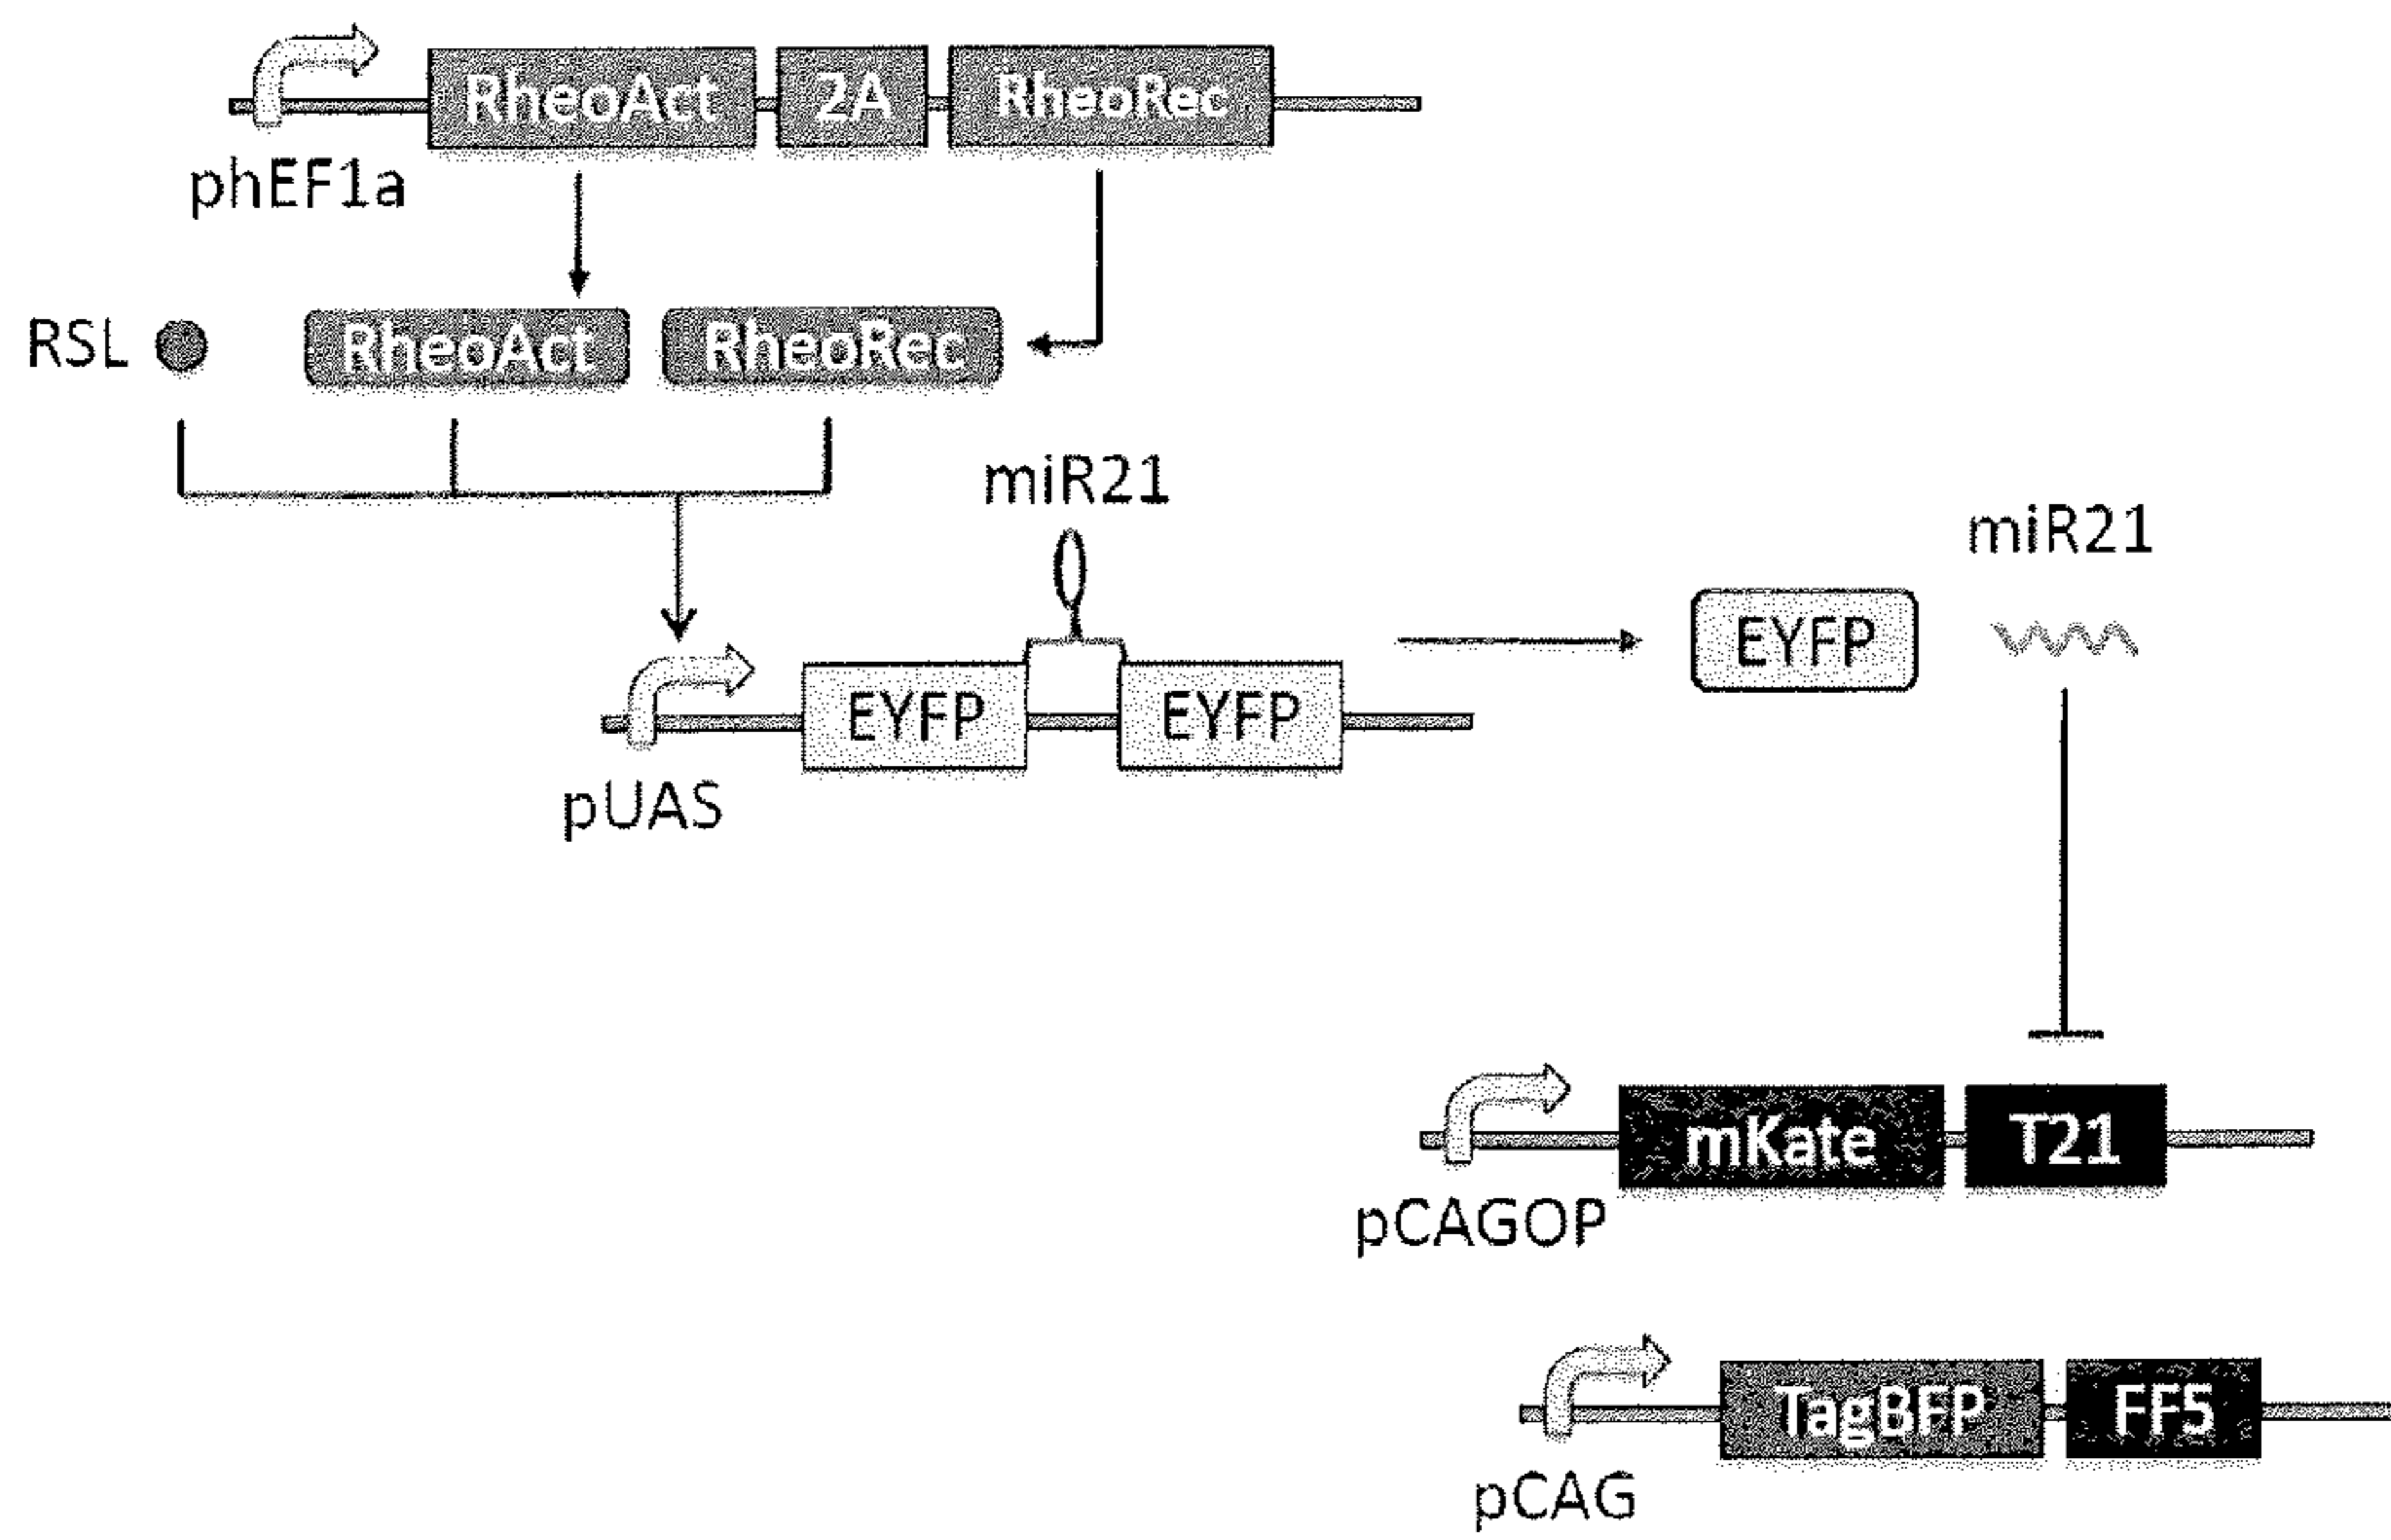 RheoAct 2A RheoRec
phEF1a
RSL RheoAct RheoRec
miR21
miR21
EYFP
EYFP EYFP
pUAS
mKate T21
pCAGOP
TagBFP FF5
pCAG